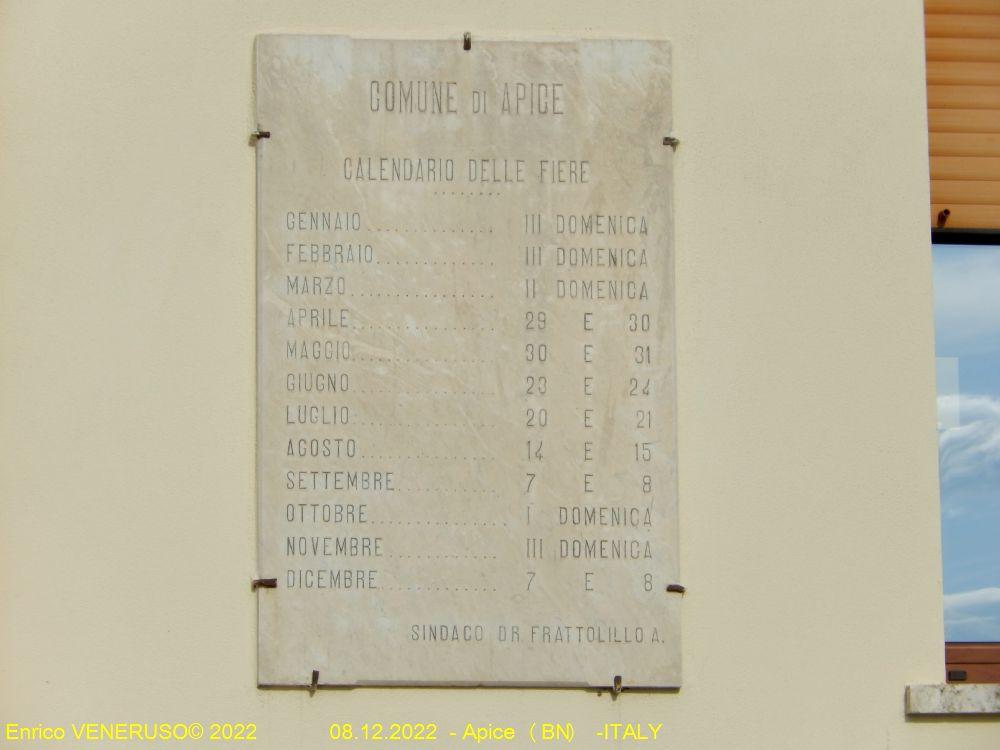 COMUNE DI APICE
CALENDARIO DELLE FIERE
........
GENNAIO.............. III DOMENICA
FEBBRAIO............. III DOMENICA
MARZO................ II DOMENICA
APRILE............... 29 E 30
MAGGIO............... 30 E 31
GIUGNO............... 23 E 24
LUGLIO............... 20 E 21
AGOSTO.............. 14 E 15
SETTEMBRE........... 7 E 8
OTTOBRE.............. I DOMENICA
NOVEMBRE............ III DOMENICA
DICEMBRE............. 7 E 8
SINDACO DR. FRATTOLILLO A.
Enrico VENERUSO© 2022 08.12.2022 - Apice (BN) -ITALY